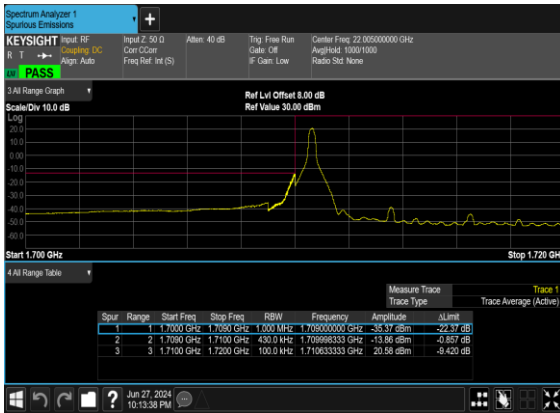 Spectrum Analyzer 1
Spurious Emissions
+
KEYSIGHT Input: RF Input Z: 50 Ω Atten: 40 dB Trig: Free Run Center Freq: 22.005000000 GHz
R T Coupling: DC Corr CCorr Gate: Off Avg|Hold: 1000/1000
Align: Auto Freq Ref: Int (S) IF Gain: Low Radio Std: None
LW PASS
3 All Range Graph
Ref Lvl Offset 8.00 dB
Scale/Div 10.0 dB Ref Value 30.00 dBm
Log
20.0
10.0
0.00
-10.0
-20.0
-30.0
-40.0
-50.0
-60.0
Start 1.700 GHz Stop 1.720 GH
4 All Range Table
Measure Trace Trace 1
Trace Type Trace Average (Active)
Spur Range Start Freq Stop Freq RBW Frequency Amplitude ΔLimit
1 1 1.7000 GHz 1.7090 GHz 1.000 MHz 1.709000000 GHz -35.37 dBm -22.37 dB
2 2 1.7090 GHz 1.7100 GHz 430.0 kHz 1.709998333 GHz -13.86 dBm -0.857 dB
3 3 1.7100 GHz 1.7200 GHz 100.0 kHz 1.710633333 GHz 20.58 dBm -9.420 dB
? Jun 27, 2024
10:13:38 PM